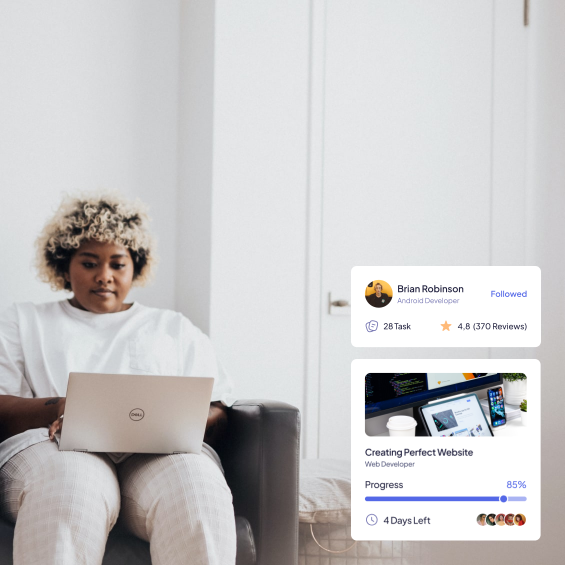 Brian Robinson
Android Developer
Followed
28 Task
4,8 (370 Reviews)
DELL
Creating Perfect Website
Web Developer
Progress
85%
4 Days Left